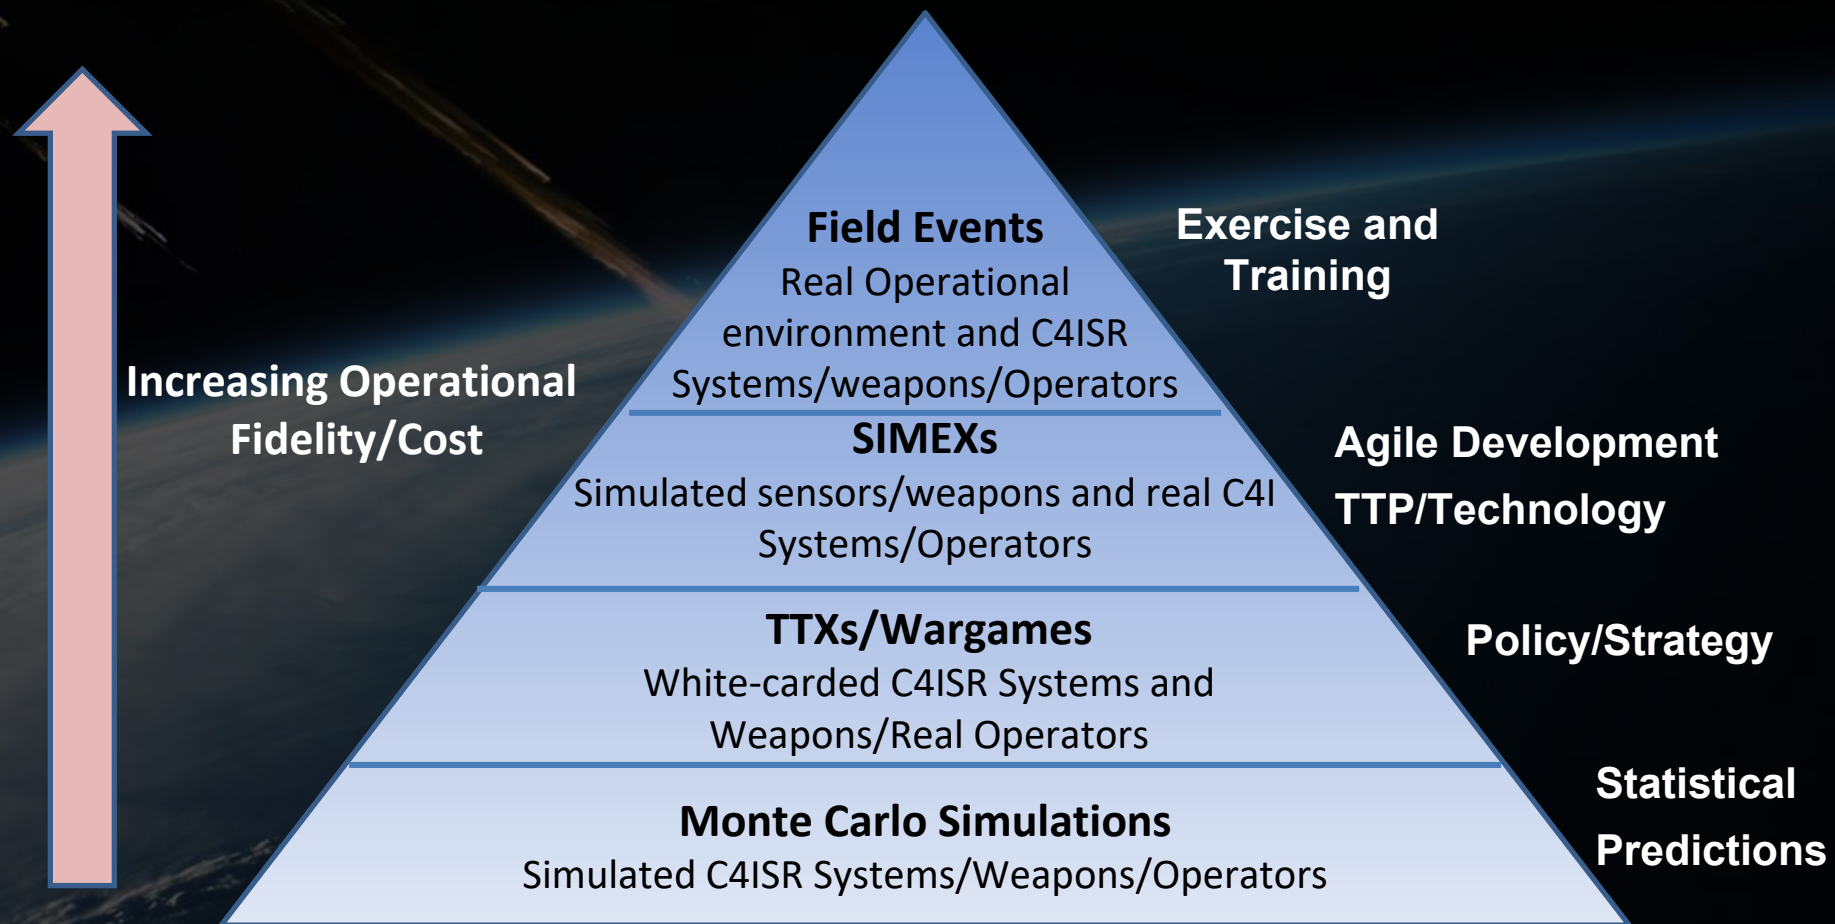 Field Events
Real Operational
environment and C4ISR
Systems/weapons/Operators
Exercise and
Training
Increasing Operational
Fidelity/Cost
SIMEXs
Simulated sensors/weapons and real C4I
Systems/Operators
Agile Development
TTP/Technology
TTXs/Wargames
White-carded C4ISR Systems and
Weapons/Real Operators
Policy/Strategy
Monte Carlo Simulations
Simulated C4ISR Systems/Weapons/Operators
Statistical
Predictions